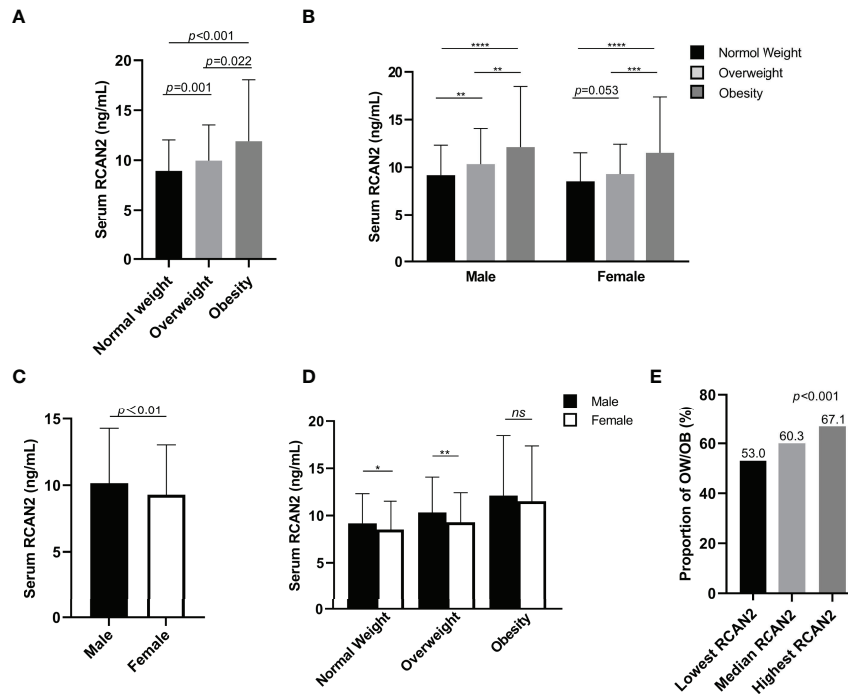 A
p<0.001
p=0.022
p=0.001
20
15
10
5
0
Serum RCAN2 (ng/mL)
Normal weight
Overweight
Obesity
B
****
**
**
****
***
p=0.053
20
15
10
5
0
Serum RCAN2 (ng/mL)
Male
Female
Normol Weight
Overweight
Obesity
C
p<0.01
15
10
5
0
Serum RCAN2 (ng/mL)
Male
Female
D
*
**
ns
20
15
10
5
0
Serum RCAN2 (ng/mL)
Normal Weight
Overweight
Obesity
Male
Female
E
p<0.001
80
60
40
20
0
Proportion of OW/OB (%)
53.0
60.3
67.1
Lowest RCAN2
Median RCAN2
Highest RCAN2